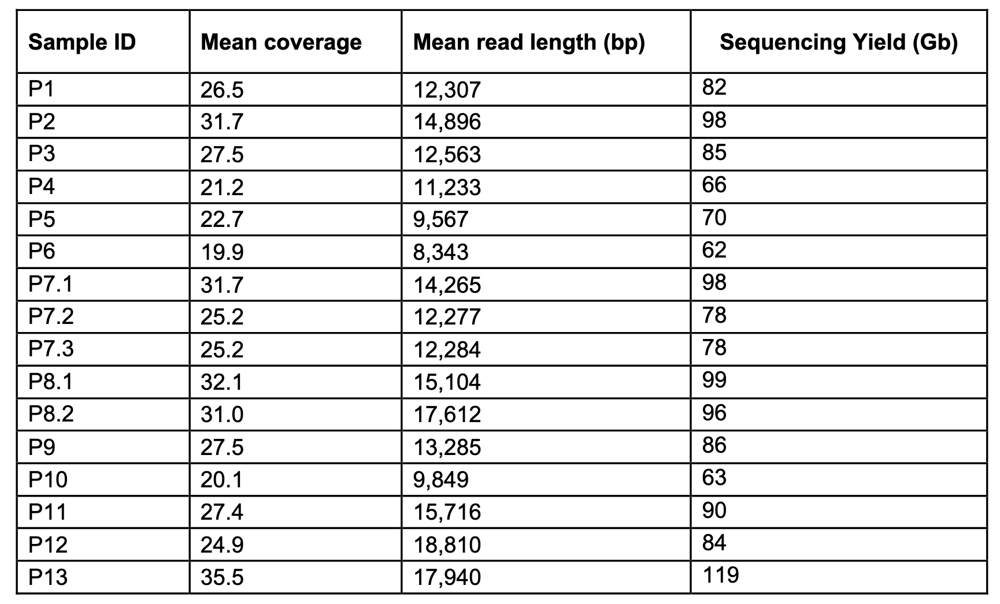 Sample ID Mean coverage Mean read length (bp) Sequencing Yield (Gb)
P1 26.5 12,307 82
P2 31.7 14,896 98
P3 27.5 12,563 85
P4 21.2 11,233 66
P5 22.7 9,567 70
P6 19.9 8,343 62
P7.1 31.7 14,265 98
P7.2 25.2 12,277 78
P7.3 25.2 12,284 78
P8.1 32.1 15,104 99
P8.2 31.0 17,612 96
P9 27.5 13,285 86
P10 20.1 9,849 63
P11 27.4 15,716 90
P12 24.9 18,810 84
P13 35.5 17,940 119